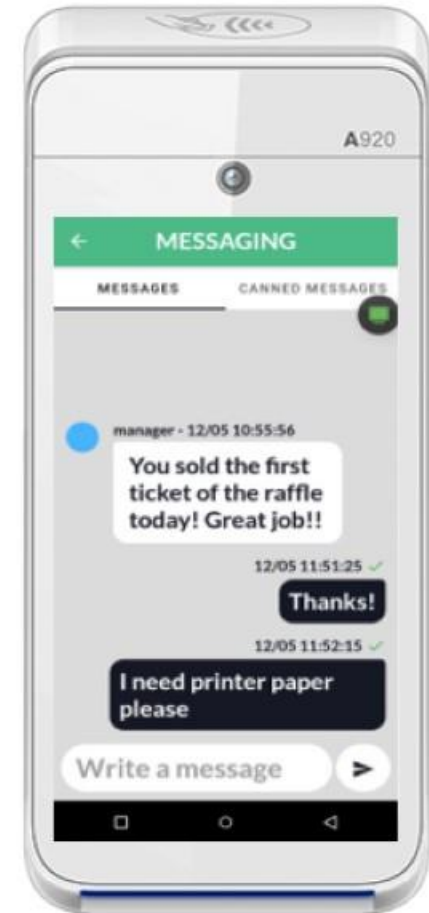 A920
MESSAGING
MESSAGES CANNED MESSAGES
manager - 12/05 10:55:56
You sold the first
ticket of the raffle
today! Great job!!
12/05 11:51:25
Thanks!
12/05 11:52:15
I need printer paper
please
Write a message